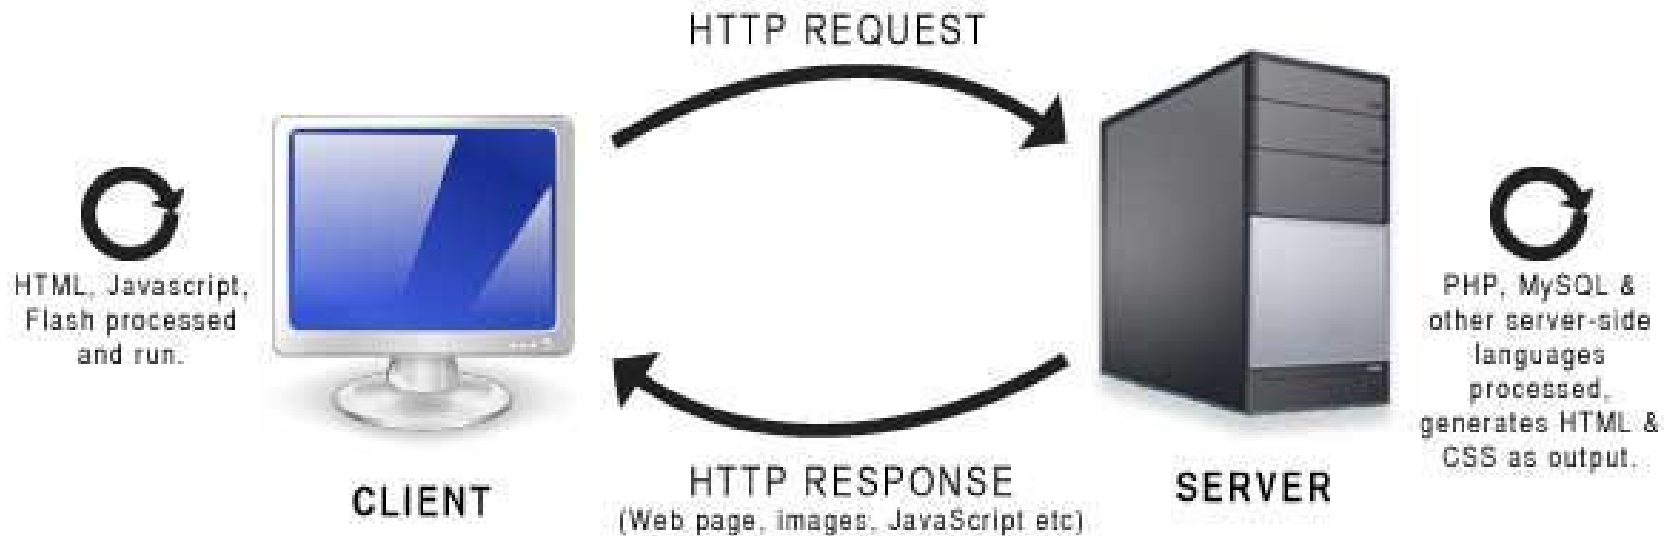 HTTP REQUEST
HTML, Javascript,
Flash processed
and run.
PHP, MySQL &
other server-side
languages
processed,
generates HTML &
CSS as output.
CLIENT
HTTP RESPONSE
(Web page, images, JavaScript etc)
SERVER